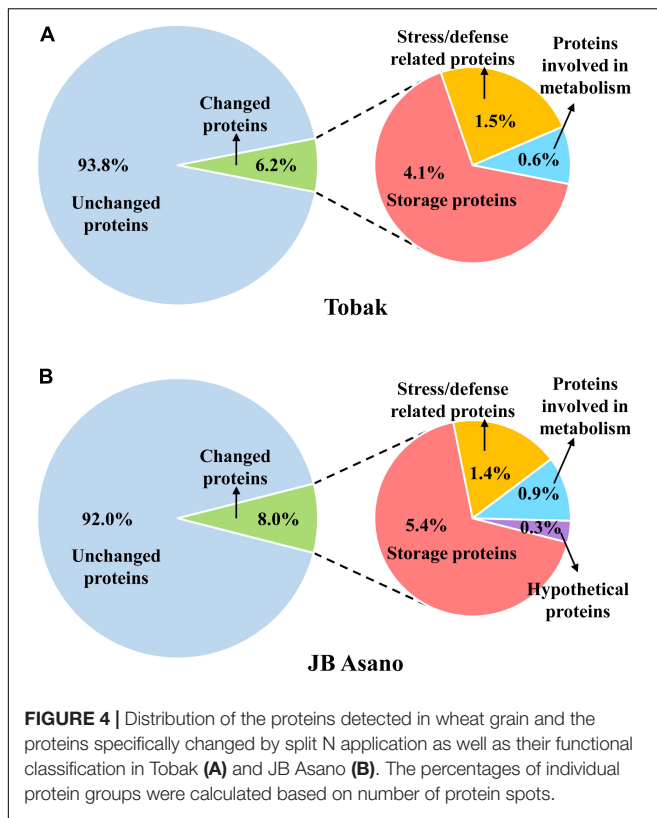 A
Stress/defense
related proteins
Proteins
involved in
metabolism
Changed
proteins
1.5%
0.6%
93.8%
6.2%
4.1%
Unchanged
proteins
Storage proteins
Tobak
B
Stress/defense
related proteins
Proteins
involved in
metabolism
Changed
proteins
1.4%
0.9%
92.0%
8.0%
5.4%
0.3%
Unchanged
proteins
Storage proteins
Hypothetical
proteins
JB Asano
FIGURE 4 | Distribution of the proteins detected in wheat grain and the
proteins specifically changed by split N application as well as their functional
classification in Tobak (A) and JB Asano (B). The percentages of individual
protein groups were calculated based on number of protein spots.